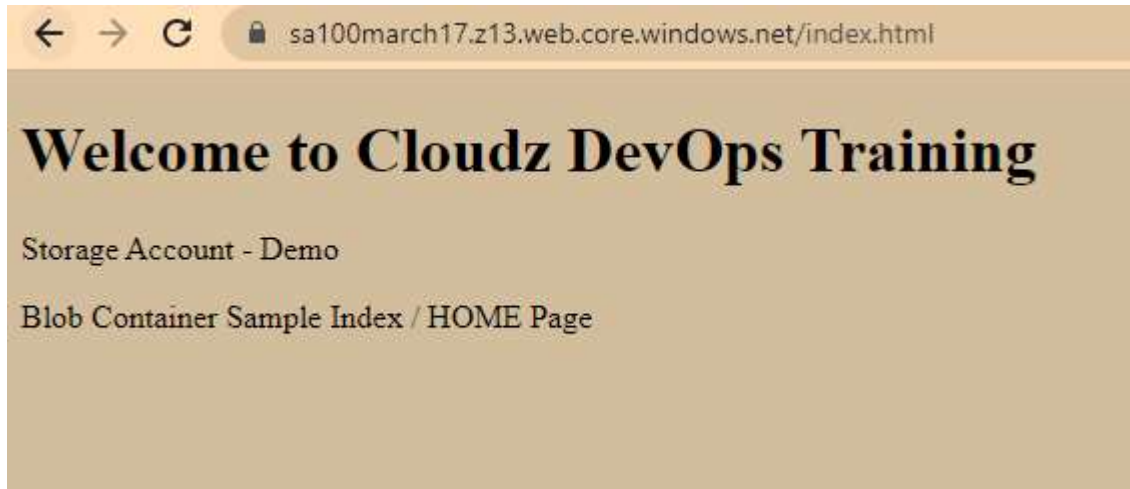 sa100march17.z13.web.core.windows.net/index.html
Welcome to Cloudz DevOps Training
Storage Account - Demo
Blob Container Sample Index / HOME Page